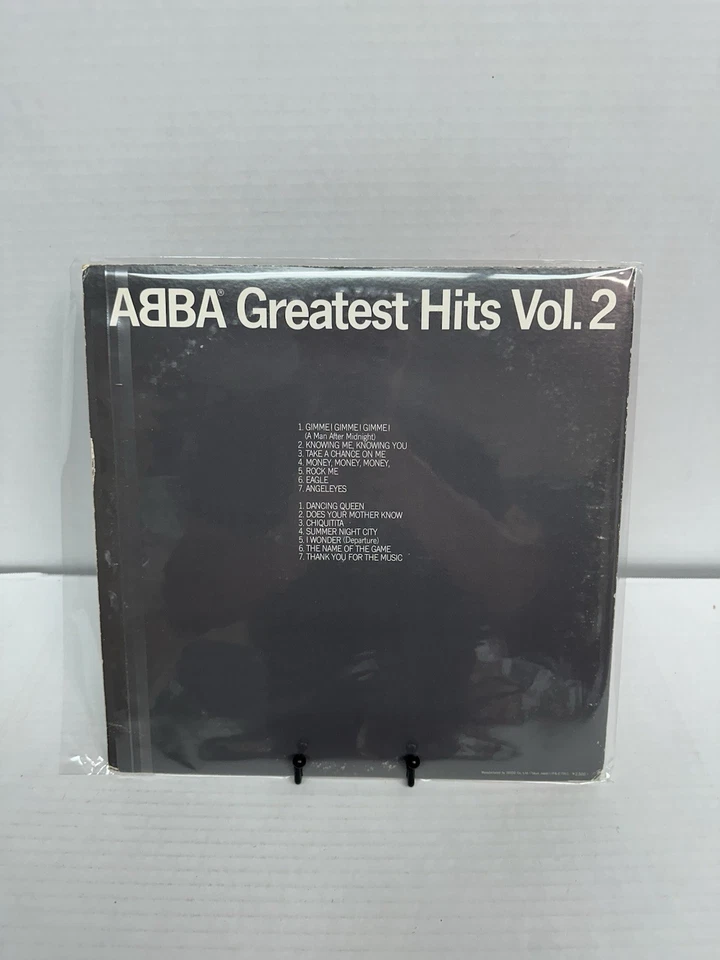 AᗺBA® Greatest Hits Vol. 2
1. GIMME! GIMME! GIMME!
(A Man After Midnight)
2. KNOWING ME, KNOWING YOU
3. TAKE A CHANCE ON ME
4. MONEY, MONEY, MONEY,
5. ROCK ME
6. EAGLE
7. ANGELEYES
1. DANCING QUEEN
2. DOES YOUR MOTHER KNOW
3. CHIQUITITA
4. SUMMER NIGHT CITY
5. I WONDER (Departure)
6. THE NAME OF THE GAME
7. THANK YOU FOR THE MUSIC